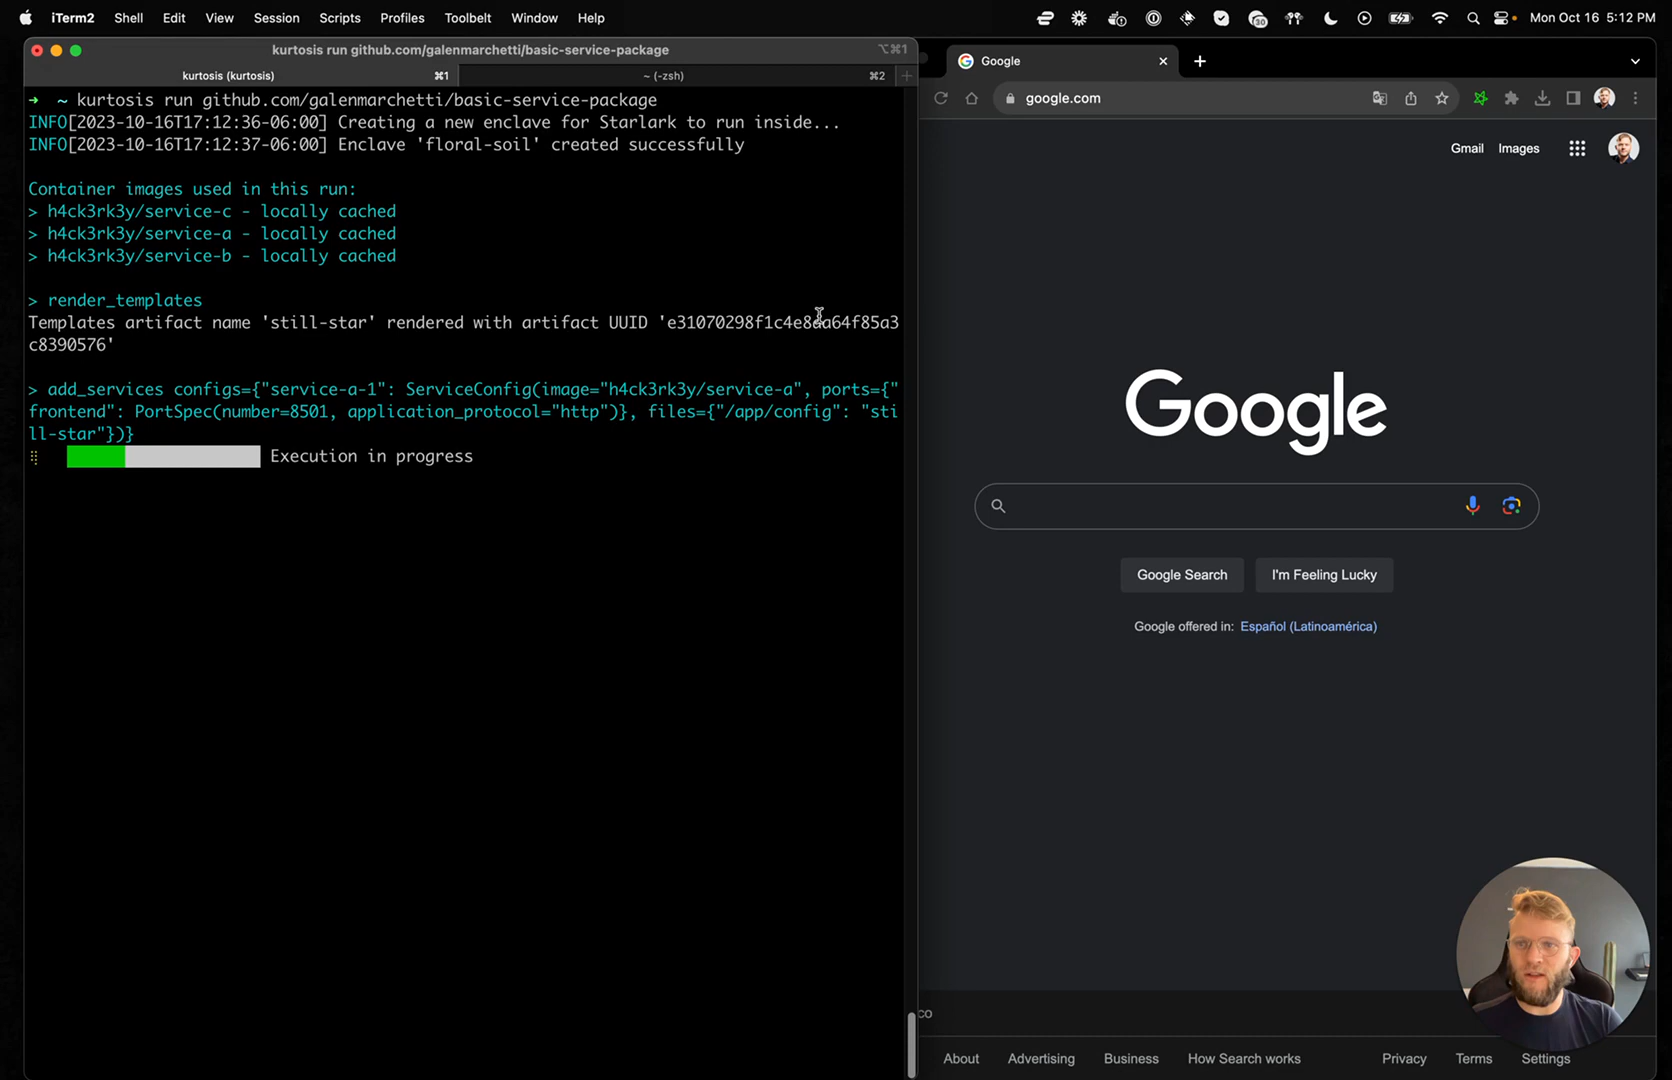 iTerm2 Shell Edit View Session Scripts Profiles Toolbelt Window Help
30
Mon Oct 16 5:12 PM
kurtosis run github.com/galenmarchetti/basic-service-package ⌥⌘1
kurtosis (kurtosis) ⌘1 ~ (-zsh) ⌘2 +
➜ ~ kurtosis run github.com/galenmarchetti/basic-service-package
INFO[2023-10-16T17:12:36-06:00] Creating a new enclave for Starlark to run inside...
INFO[2023-10-16T17:12:37-06:00] Enclave 'floral-soil' created successfully
Container images used in this run:
> h4ck3rk3y/service-c - locally cached
> h4ck3rk3y/service-a - locally cached
> h4ck3rk3y/service-b - locally cached
> render_templates
Templates artifact name 'still-star' rendered with artifact UUID 'e31070298f1c4e8da64f85a3
c8390576'
> add_services configs={"service-a-1": ServiceConfig(image="h4ck3rk3y/service-a", ports={"
frontend": PortSpec(number=8501, application_protocol="http")}, files={"/app/config": "sti
ll-star"})}
Execution in progress
Google
google.com
Gmail Images
Google
Google Search I'm Feeling Lucky
Google offered in: Español (Latinoamérica)
co
About Advertising Business How Search works Privacy Terms Settings